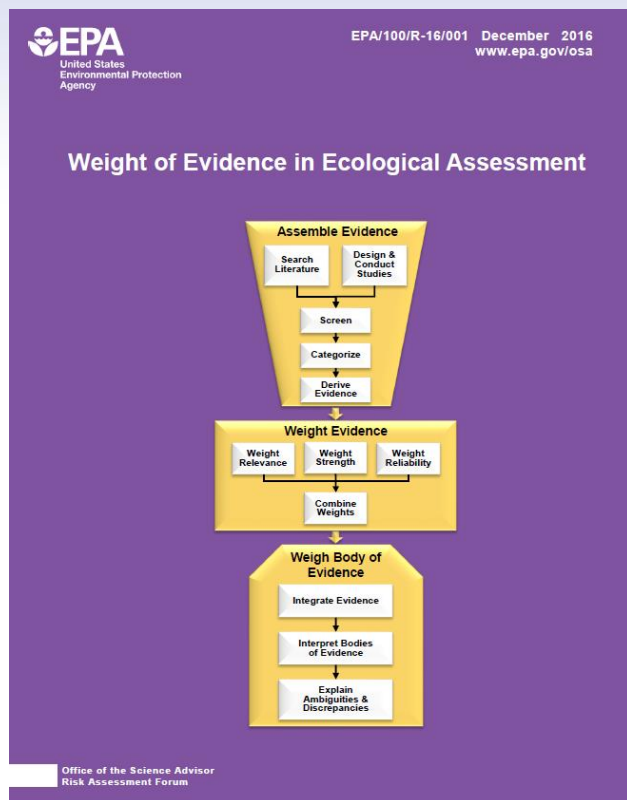 EPA
United States
Environmental Protection
Agency
EPA/100/R-16/001 December 2016
www.epa.gov/osa
Weight of Evidence in Ecological Assessment
Assemble Evidence
Search
Literature
Design &
Conduct
Studies
Screen
Categorize
Derive
Evidence
Weight Evidence
Weight
Relevance
Weight
Strength
Weight
Reliability
Combine
Weights
Weigh Body of
Evidence
Integrate Evidence
Interpret Bodies
of Evidence
Explain
Ambiguities &
Discrepancies
Office of the Science Advisor
Risk Assessment Forum